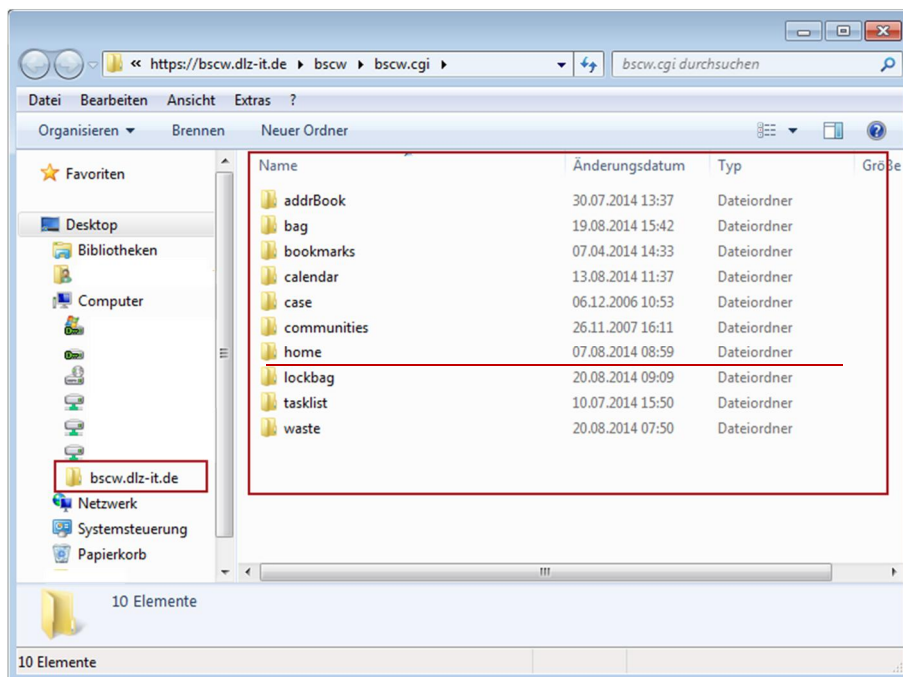 « https://bscw.dlz-it.de ▸ bscw ▸ bscw.cgi ▸ bscw.cgi durchsuchen
Datei Bearbeiten Ansicht Extras ?
Organisieren Brennen Neuer Ordner
Favoriten
Desktop
Bibliotheken
Computer
bscw.dlz-it.de
Netzwerk
Systemsteuerung
Papierkorb
Name Änderungsdatum Typ Größe
addrBook 30.07.2014 13:37 Dateiordner
bag 19.08.2014 15:42 Dateiordner
bookmarks 07.04.2014 14:33 Dateiordner
calendar 13.08.2014 11:37 Dateiordner
case 06.12.2006 10:53 Dateiordner
communities 26.11.2007 16:11 Dateiordner
home 07.08.2014 08:59 Dateiordner
lockbag 20.08.2014 09:09 Dateiordner
tasklist 10.07.2014 15:50 Dateiordner
waste 20.08.2014 07:50 Dateiordner
10 Elemente
10 Elemente